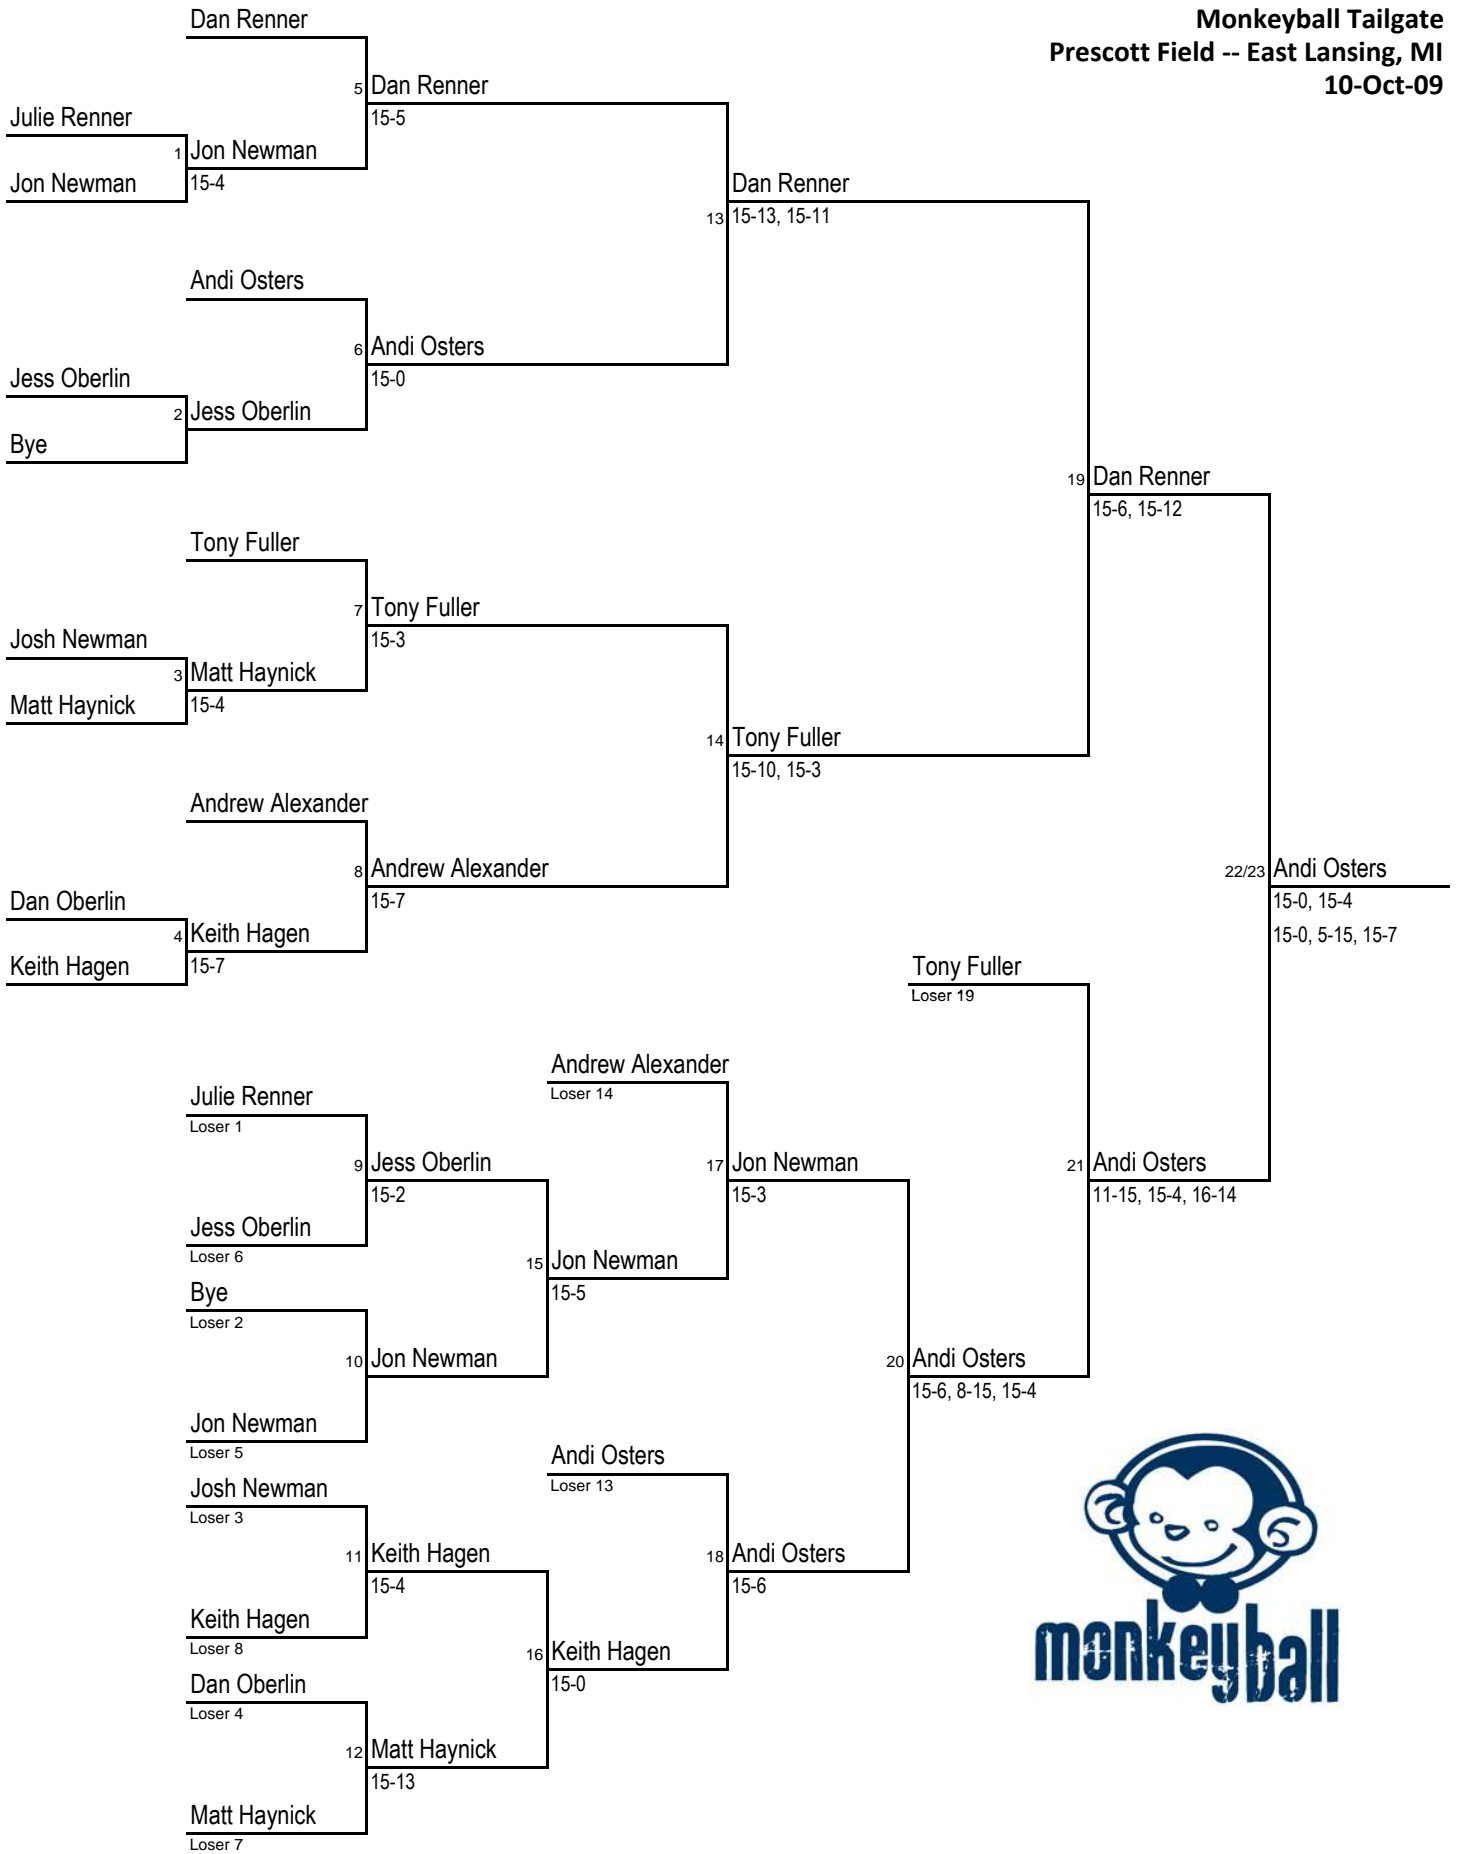 Monkeyball Tailgate
Prescott Field -- East Lansing, MI
10-Oct-09
Dan Renner
5 Dan Renner
15-5
Julie Renner
1 Jon Newman
15-4
Jon Newman
Dan Renner
13 15-13, 15-11
Andi Osters
6 Andi Osters
15-0
Jess Oberlin
2 Jess Oberlin
Bye
19 Dan Renner
15-6, 15-12
Tony Fuller
7 Tony Fuller
15-3
Josh Newman
3 Matt Haynick
15-4
Matt Haynick
14 Tony Fuller
15-10, 15-3
Andrew Alexander
8 Andrew Alexander
15-7
Dan Oberlin
4 Keith Hagen
15-7
Keith Hagen
22/23 Andi Osters
15-0, 15-4
15-0, 5-15, 15-7
Tony Fuller
Loser 19
Andrew Alexander
Loser 14
Julie Renner
Loser 1
9 Jess Oberlin
15-2
17 Jon Newman
15-3
21 Andi Osters
11-15, 15-4, 16-14
Jess Oberlin
Loser 6
15 Jon Newman
15-5
Bye
Loser 2
10 Jon Newman
20 Andi Osters
15-6, 8-15, 15-4
Jon Newman
Loser 5
Andi Osters
Loser 13
Josh Newman
Loser 3
11 Keith Hagen
15-4
18 Andi Osters
15-6
Keith Hagen
Loser 8
16 Keith Hagen
15-0
Dan Oberlin
Loser 4
12 Matt Haynick
15-13
Matt Haynick
Loser 7
monkeyball